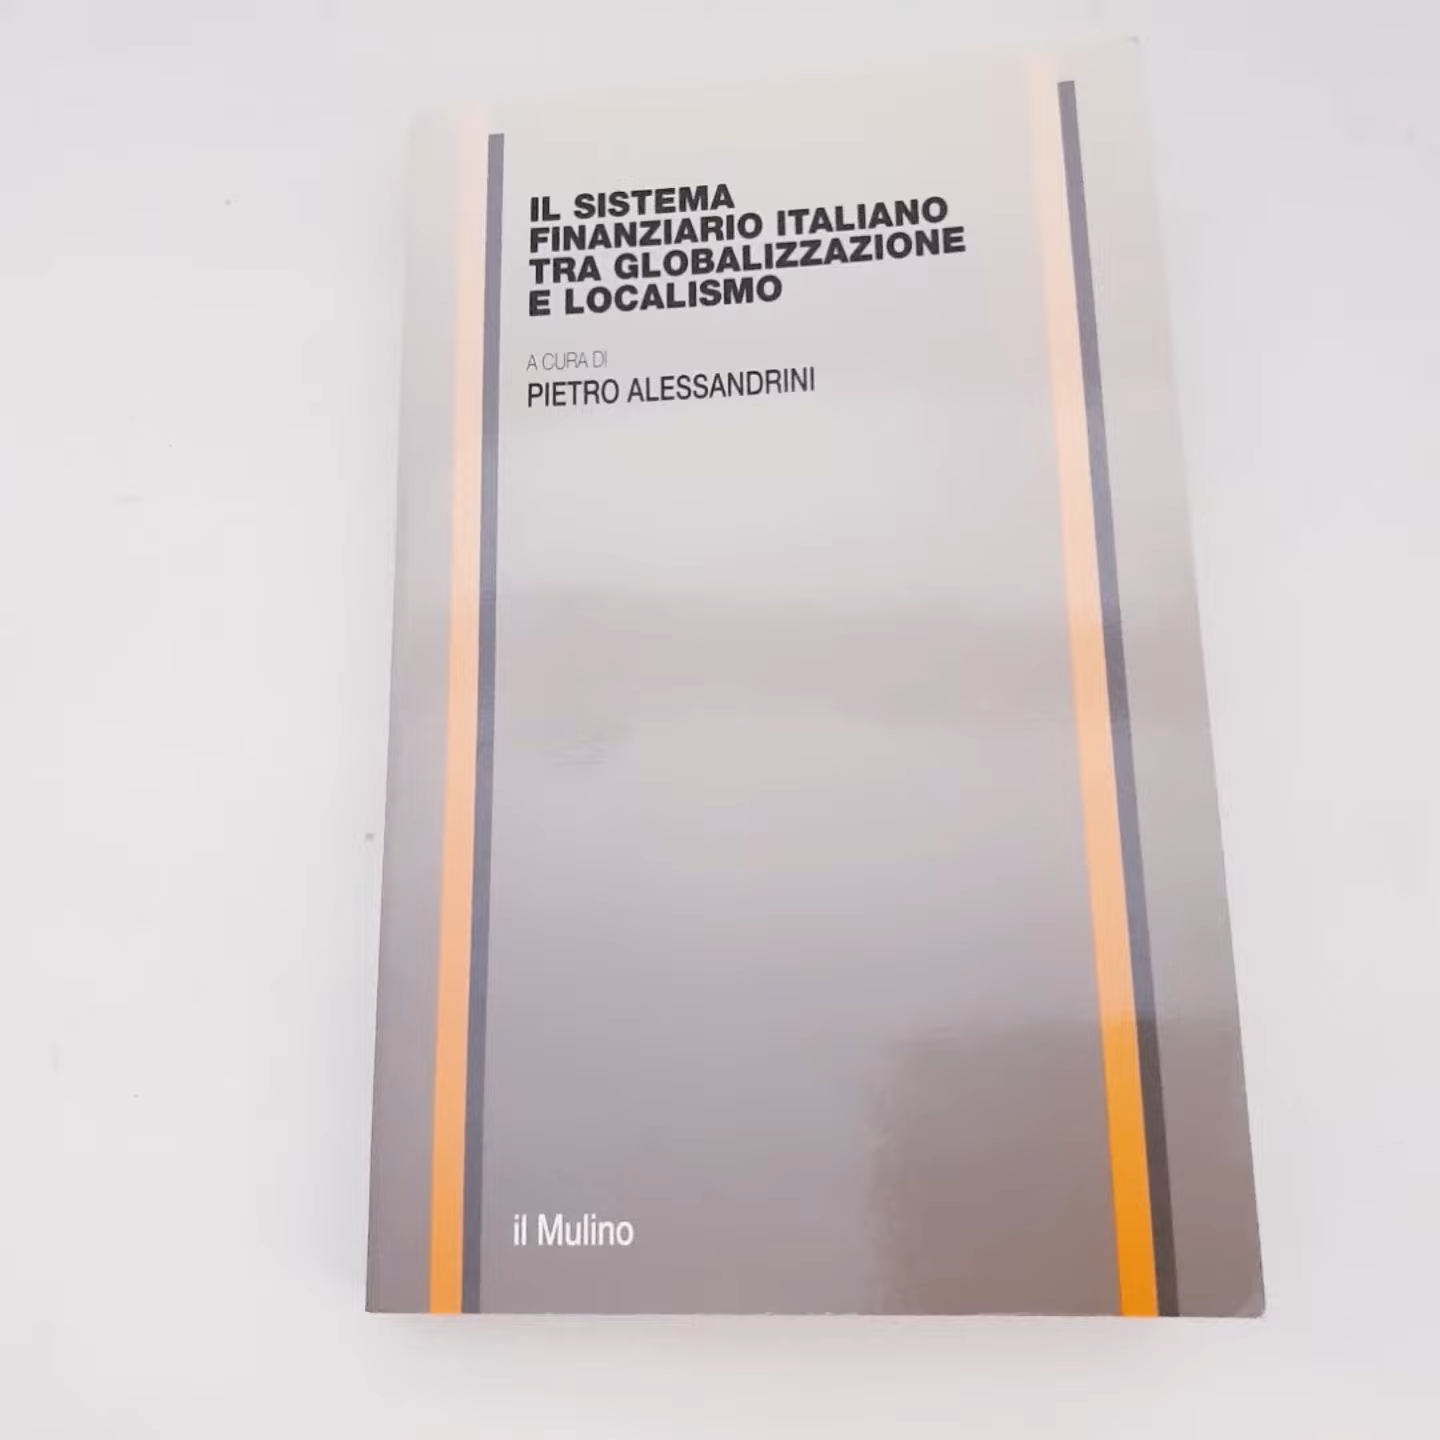 IL SISTEMA
FINANZIARIO ITALIANO
TRA GLOBALIZZAZIONE
E LOCALISMO
A CURA DI
PIETRO ALESSANDRINI
il Mulino